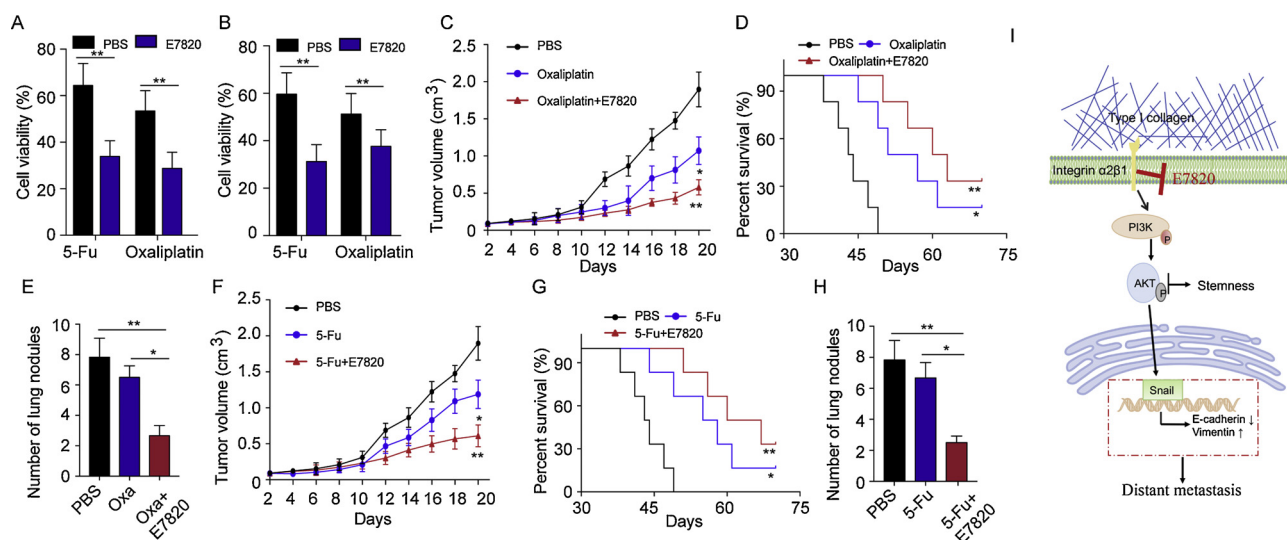 A
PBS E7820
**
**
Cell viability (%)
80
60
40
20
0
5-Fu Oxaliplatin
B
PBS E7820
**
**
Cell viability (%)
80
60
40
20
0
5-Fu Oxaliplatin
C
PBS
Oxaliplatin
Oxaliplatin+E7820
Tumor volume (cm 3)
2.5
2.0
1.5
1.0
0.5
0.0
*
**
2 4 6 8 10 12 14 16 18 20
Days
D
PBS Oxaliplatin
Oxaliplatin+E7820
Percent survival (%)
90
60
30
0
**
*
30 45 60 75
Days
E
**
*
Number of lung nodules
10
8
6
4
2
0
PBS
Oxa
Oxa+
E7820
F
PBS
5-Fu
5-Fu+E7820
Tumor volume (cm 3)
2.5
2.0
1.5
1.0
0.5
0.0
*
**
2 4 6 8 10 12 14 16 18 20
Days
G
PBS 5-Fu
5-Fu+E7820
Percent survival (%)
90
60
30
0
**
*
30 45 60 75
Days
H
**
*
Number of lung nodules
10
8
6
4
2
0
PBS
5-Fu
5-Fu+
E7820
I
Type I collagen
Integrin α2β1
E7820
PI3K
P
AKT
P
Stemness
Snail
E-cadherin ↓
Vimentin ↑
Distant metastasis